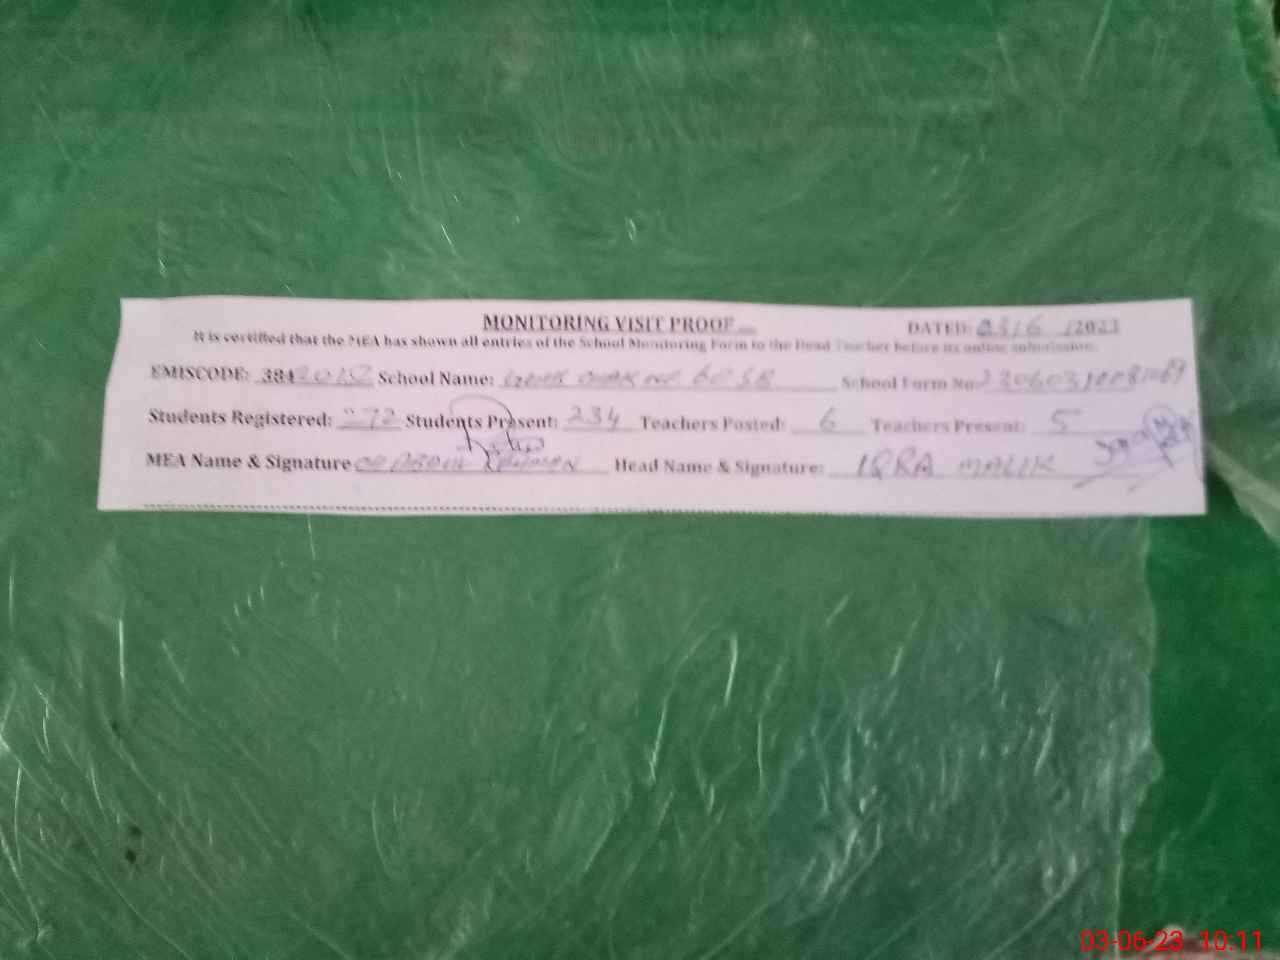 MONITORING VISIT PROOF DATED: 03/6 /2023
It is certified that the MEA has shown all entries of the School Monitoring Form to the Head Teacher before its online submission.
EMISCODE: 384 School Name: CHAK NO School Form No:
Students Registered: 272 Students Present: 234 Teachers Posted: 6 Teachers Present: 5
MEA Name & Signature Head Name & Signature: IQRA MALIK
03-06-23 10:11